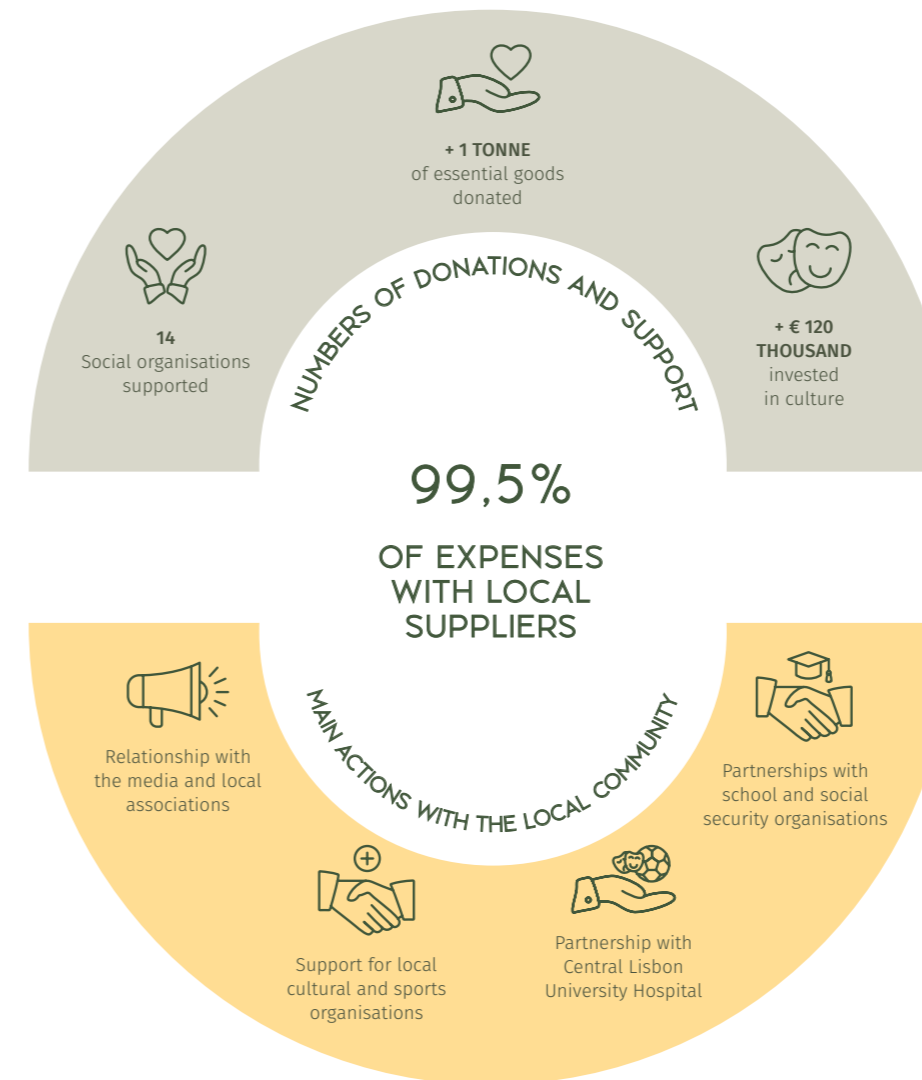 + 1 TONNE
of essential goods
donated
14
Social organisations
supported
+ € 120
THOUSAND
invested
in culture
NUMBERS OF DONATIONS AND SUPPORT
99,5%
OF EXPENSES
WITH LOCAL
SUPPLIERS
MAIN ACTIONS WITH THE LOCAL COMMUNITY
Relationship with
the media and local
associations
Support for local
cultural and sports
organisations
Partnership with
Central Lisbon
University Hospital
Partnerships with
school and social
security organisations